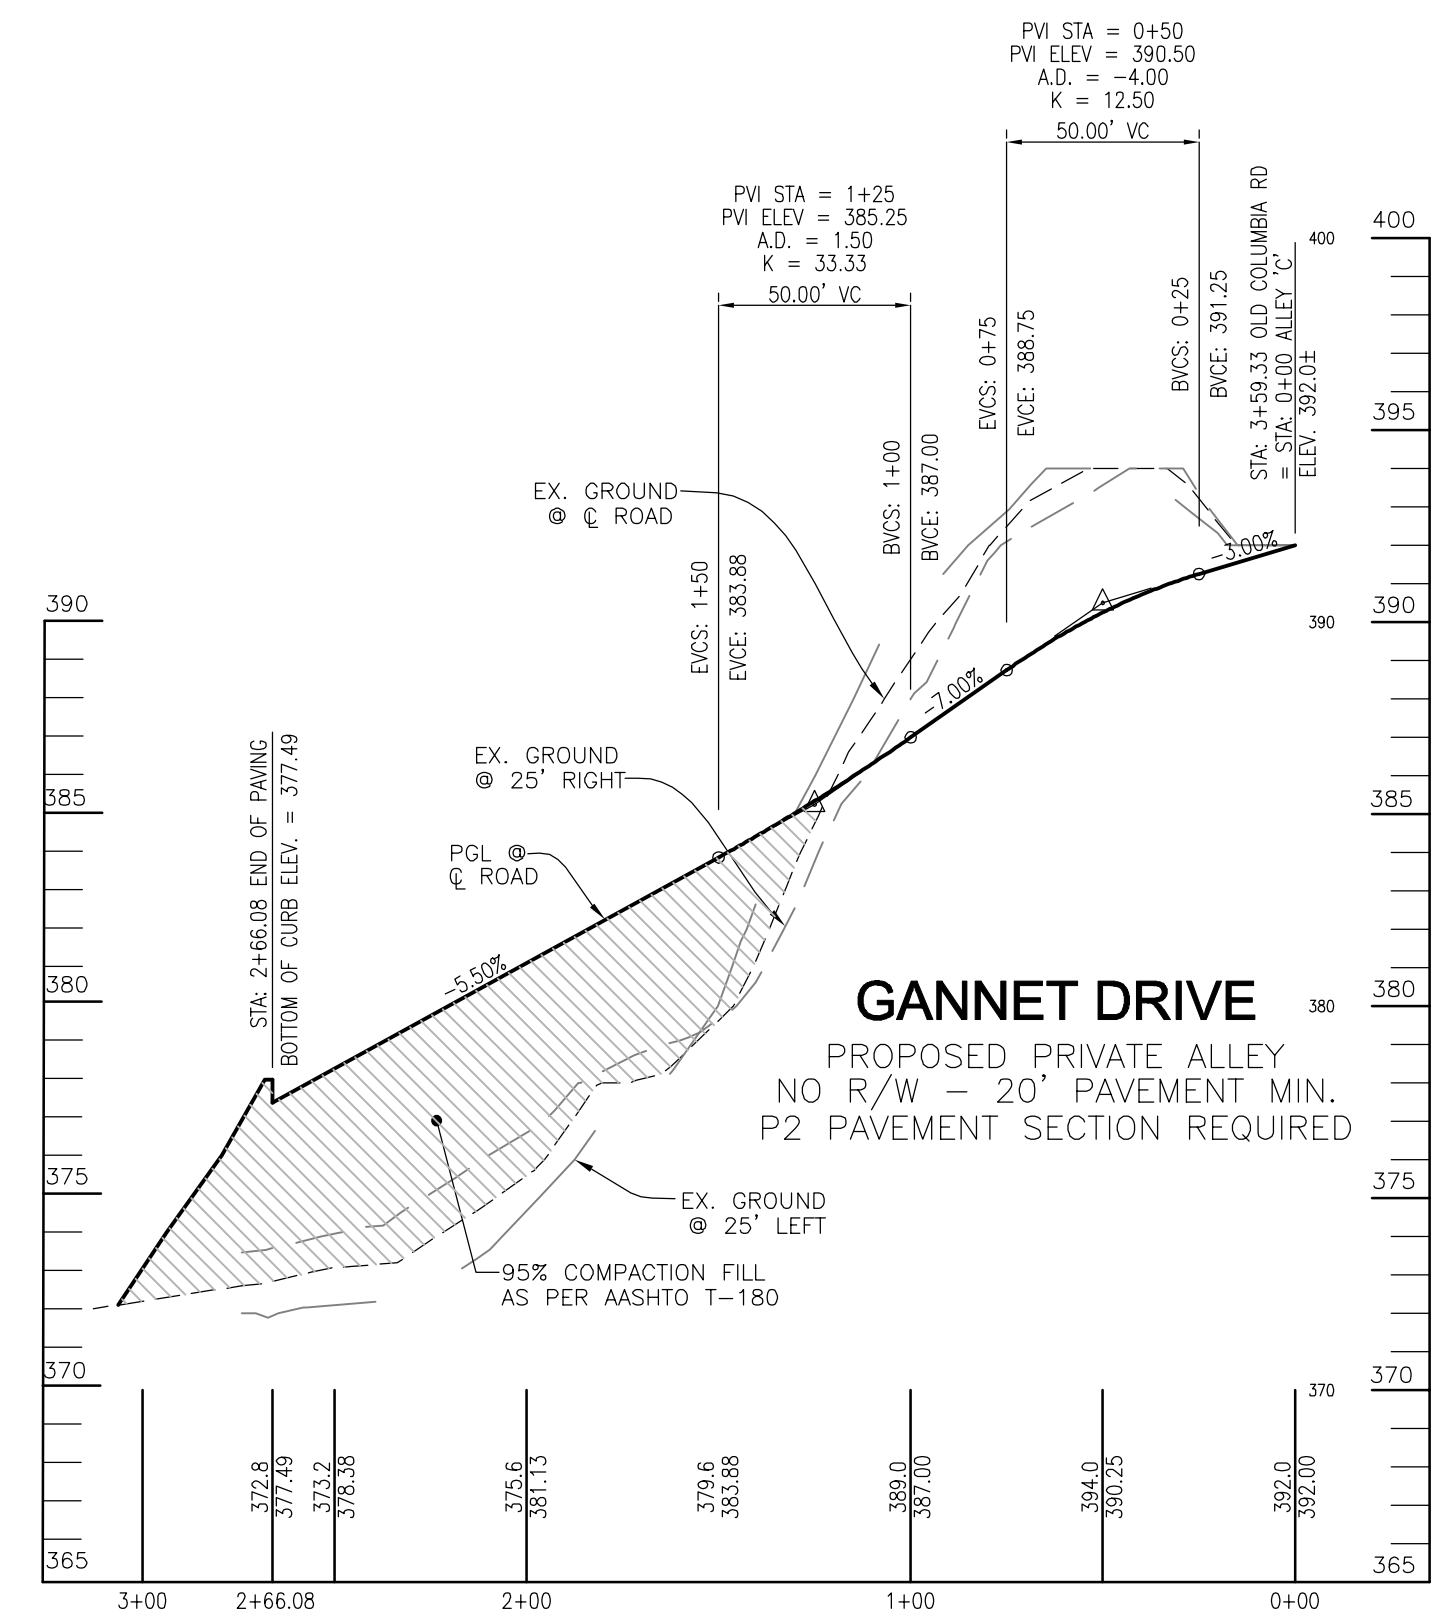 PVI STA = 0+50
PVI ELEV = 390.50
A.D. = -4.00
K = 12.50
50.00' VC
PVI STA = 1+25
PVI ELEV = 385.25
A.D. = 1.50
K = 33.33
50.00' VC
EVCS: 1+50
EVCE: 383.88
BVCS: 1+00
BVCE: 387.00
EVCS: 0+75
EVCE: 388.75
BVCS: 0+25
BVCE: 391.25
STA: 3+59.33 OLD COLUMBIA RD
= STA: 0+00 ALLEY 'C'
ELEV. 392.0±
400
395
390
385
380
375
370
365
400
390
380
370
390
385
380
375
370
365
EX. GROUND
@ ℄ ROAD
-3.00%
-7.00%
EX. GROUND
@ 25' RIGHT
PGL @
℄ ROAD
-5.50%
STA: 2+66.08 END OF PAVING
BOTTOM OF CURB ELEV. = 377.49
GANNET DRIVE
PROPOSED PRIVATE ALLEY
NO R/W - 20' PAVEMENT MIN.
P2 PAVEMENT SECTION REQUIRED
EX. GROUND
@ 25' LEFT
95% COMPACTION FILL
AS PER AASHTO T-180
372.8
377.49
373.2
378.38
375.6
381.13
379.6
383.88
389.0
387.00
394.0
390.25
392.0
392.00
3+00
2+66.08
2+00
1+00
0+00